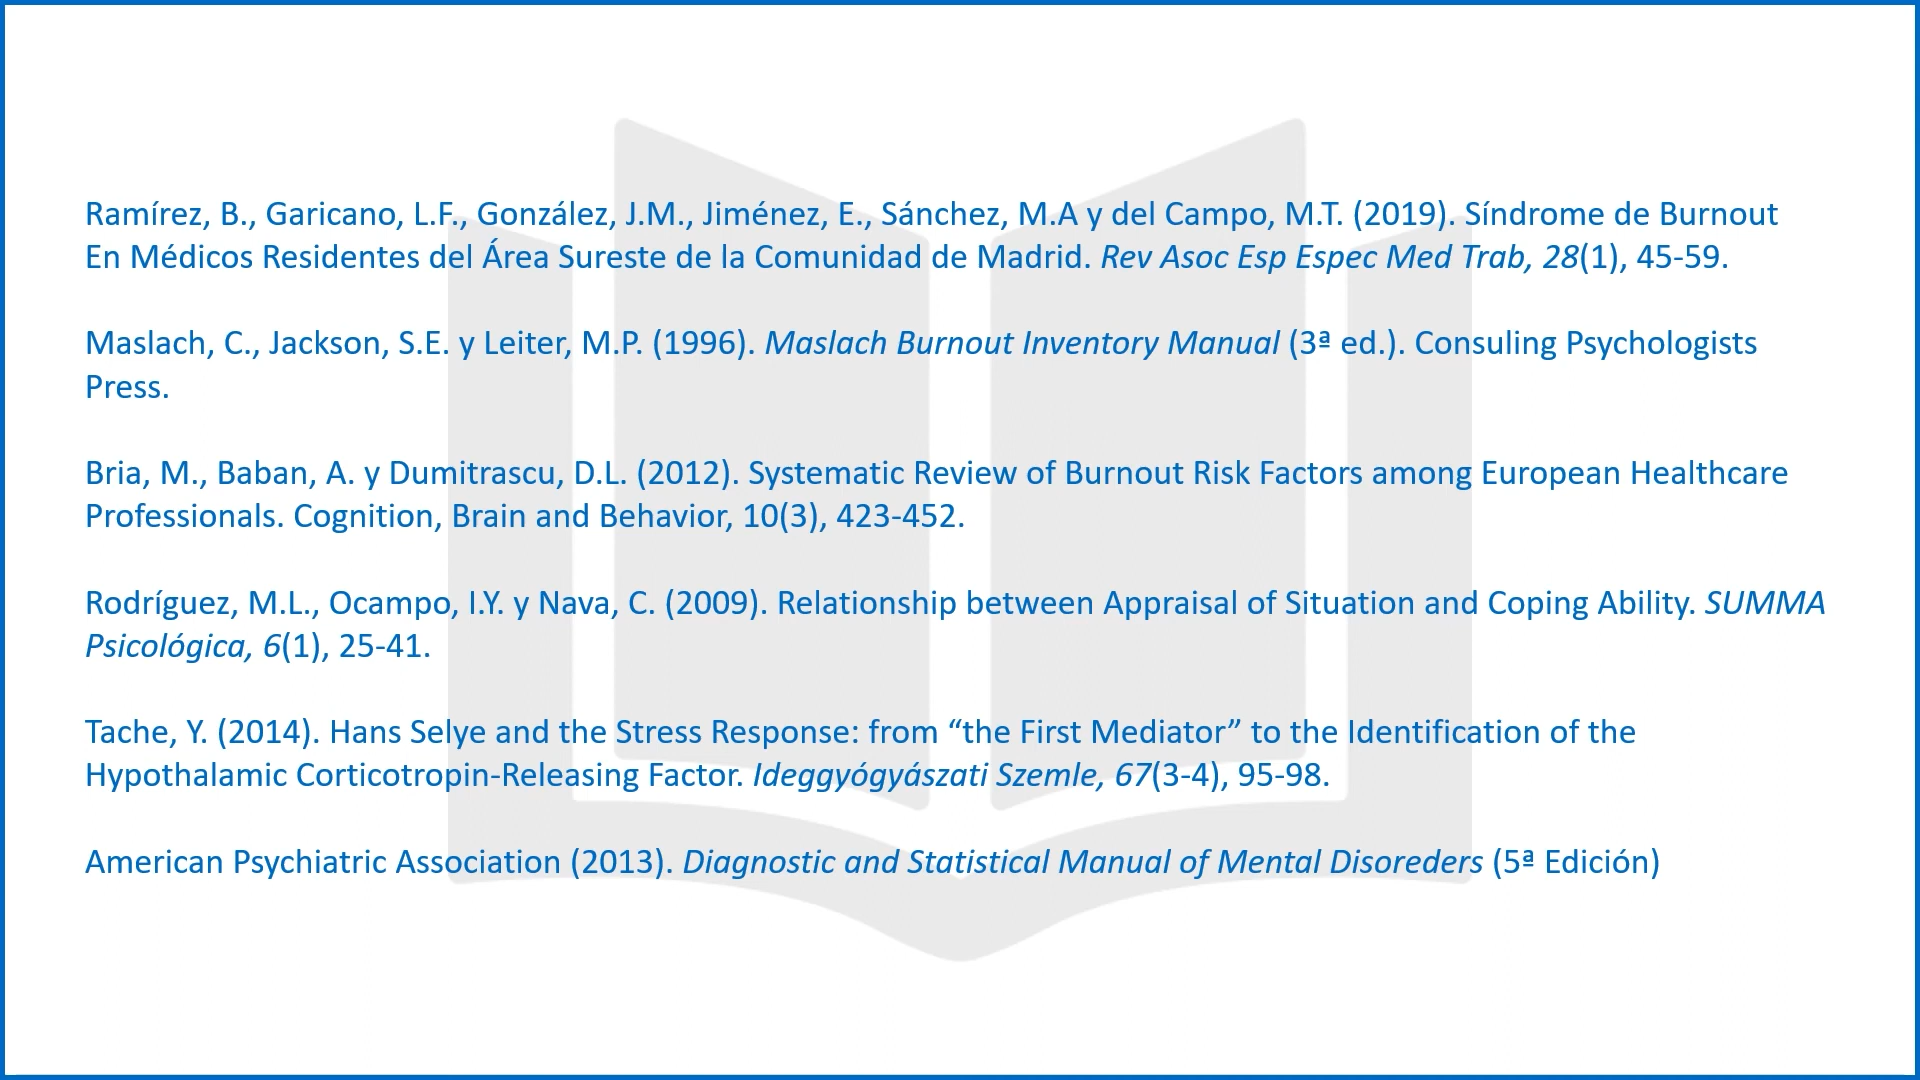 Ramírez, B., Garicano, L.F., González, J.M., Jiménez, E., Sánchez, M.A y del Campo, M.T. (2019). Síndrome de Burnout
En Médicos Residentes del Área Sureste de la Comunidad de Madrid. Rev Asoc Esp Espec Med Trab, 28(1), 45-59.
Maslach, C., Jackson, S.E. y Leiter, M.P. (1996). Maslach Burnout Inventory Manual (3ª ed.). Consuling Psychologists
Press.
Bria, M., Baban, A. y Dumitrascu, D.L. (2012). Systematic Review of Burnout Risk Factors among European Healthcare
Professionals. Cognition, Brain and Behavior, 10(3), 423-452.
Rodríguez, M.L., Ocampo, I.Y. y Nava, C. (2009). Relationship between Appraisal of Situation and Coping Ability. SUMMA
Psicológica, 6(1), 25-41.
Tache, Y. (2014). Hans Selye and the Stress Response: from “the First Mediator” to the Identification of the
Hypothalamic Corticotropin-Releasing Factor. Ideggyógyászati Szemle, 67(3-4), 95-98.
American Psychiatric Association (2013). Diagnostic and Statistical Manual of Mental Disoreders (5ª Edición)